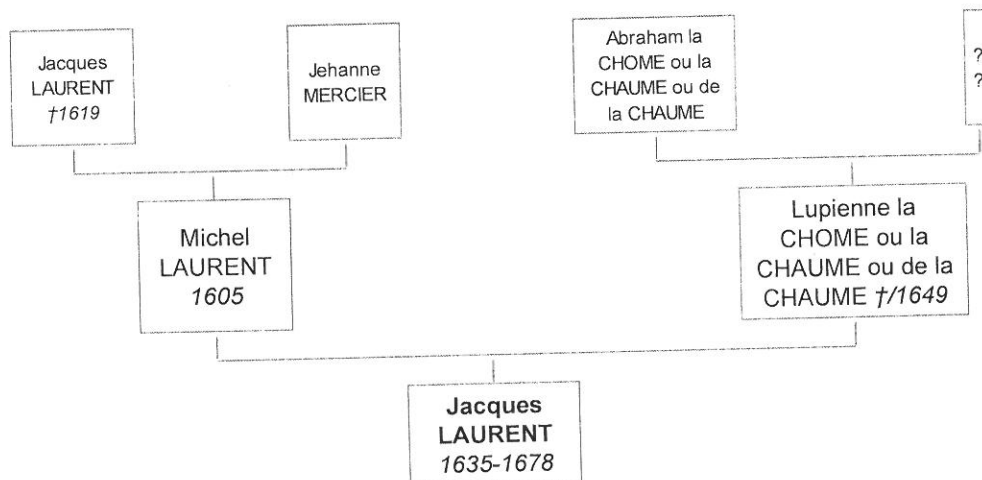 Jacques
LAURENT
†1619
Jehanne
MERCIER
Abraham la
CHOME ou la
CHAUME ou de
la CHAUME
?
?
Michel
LAURENT
1605
Lupienne la
CHOME ou la
CHAUME ou de la
CHAUME †/1649
Jacques
LAURENT
1635-1678